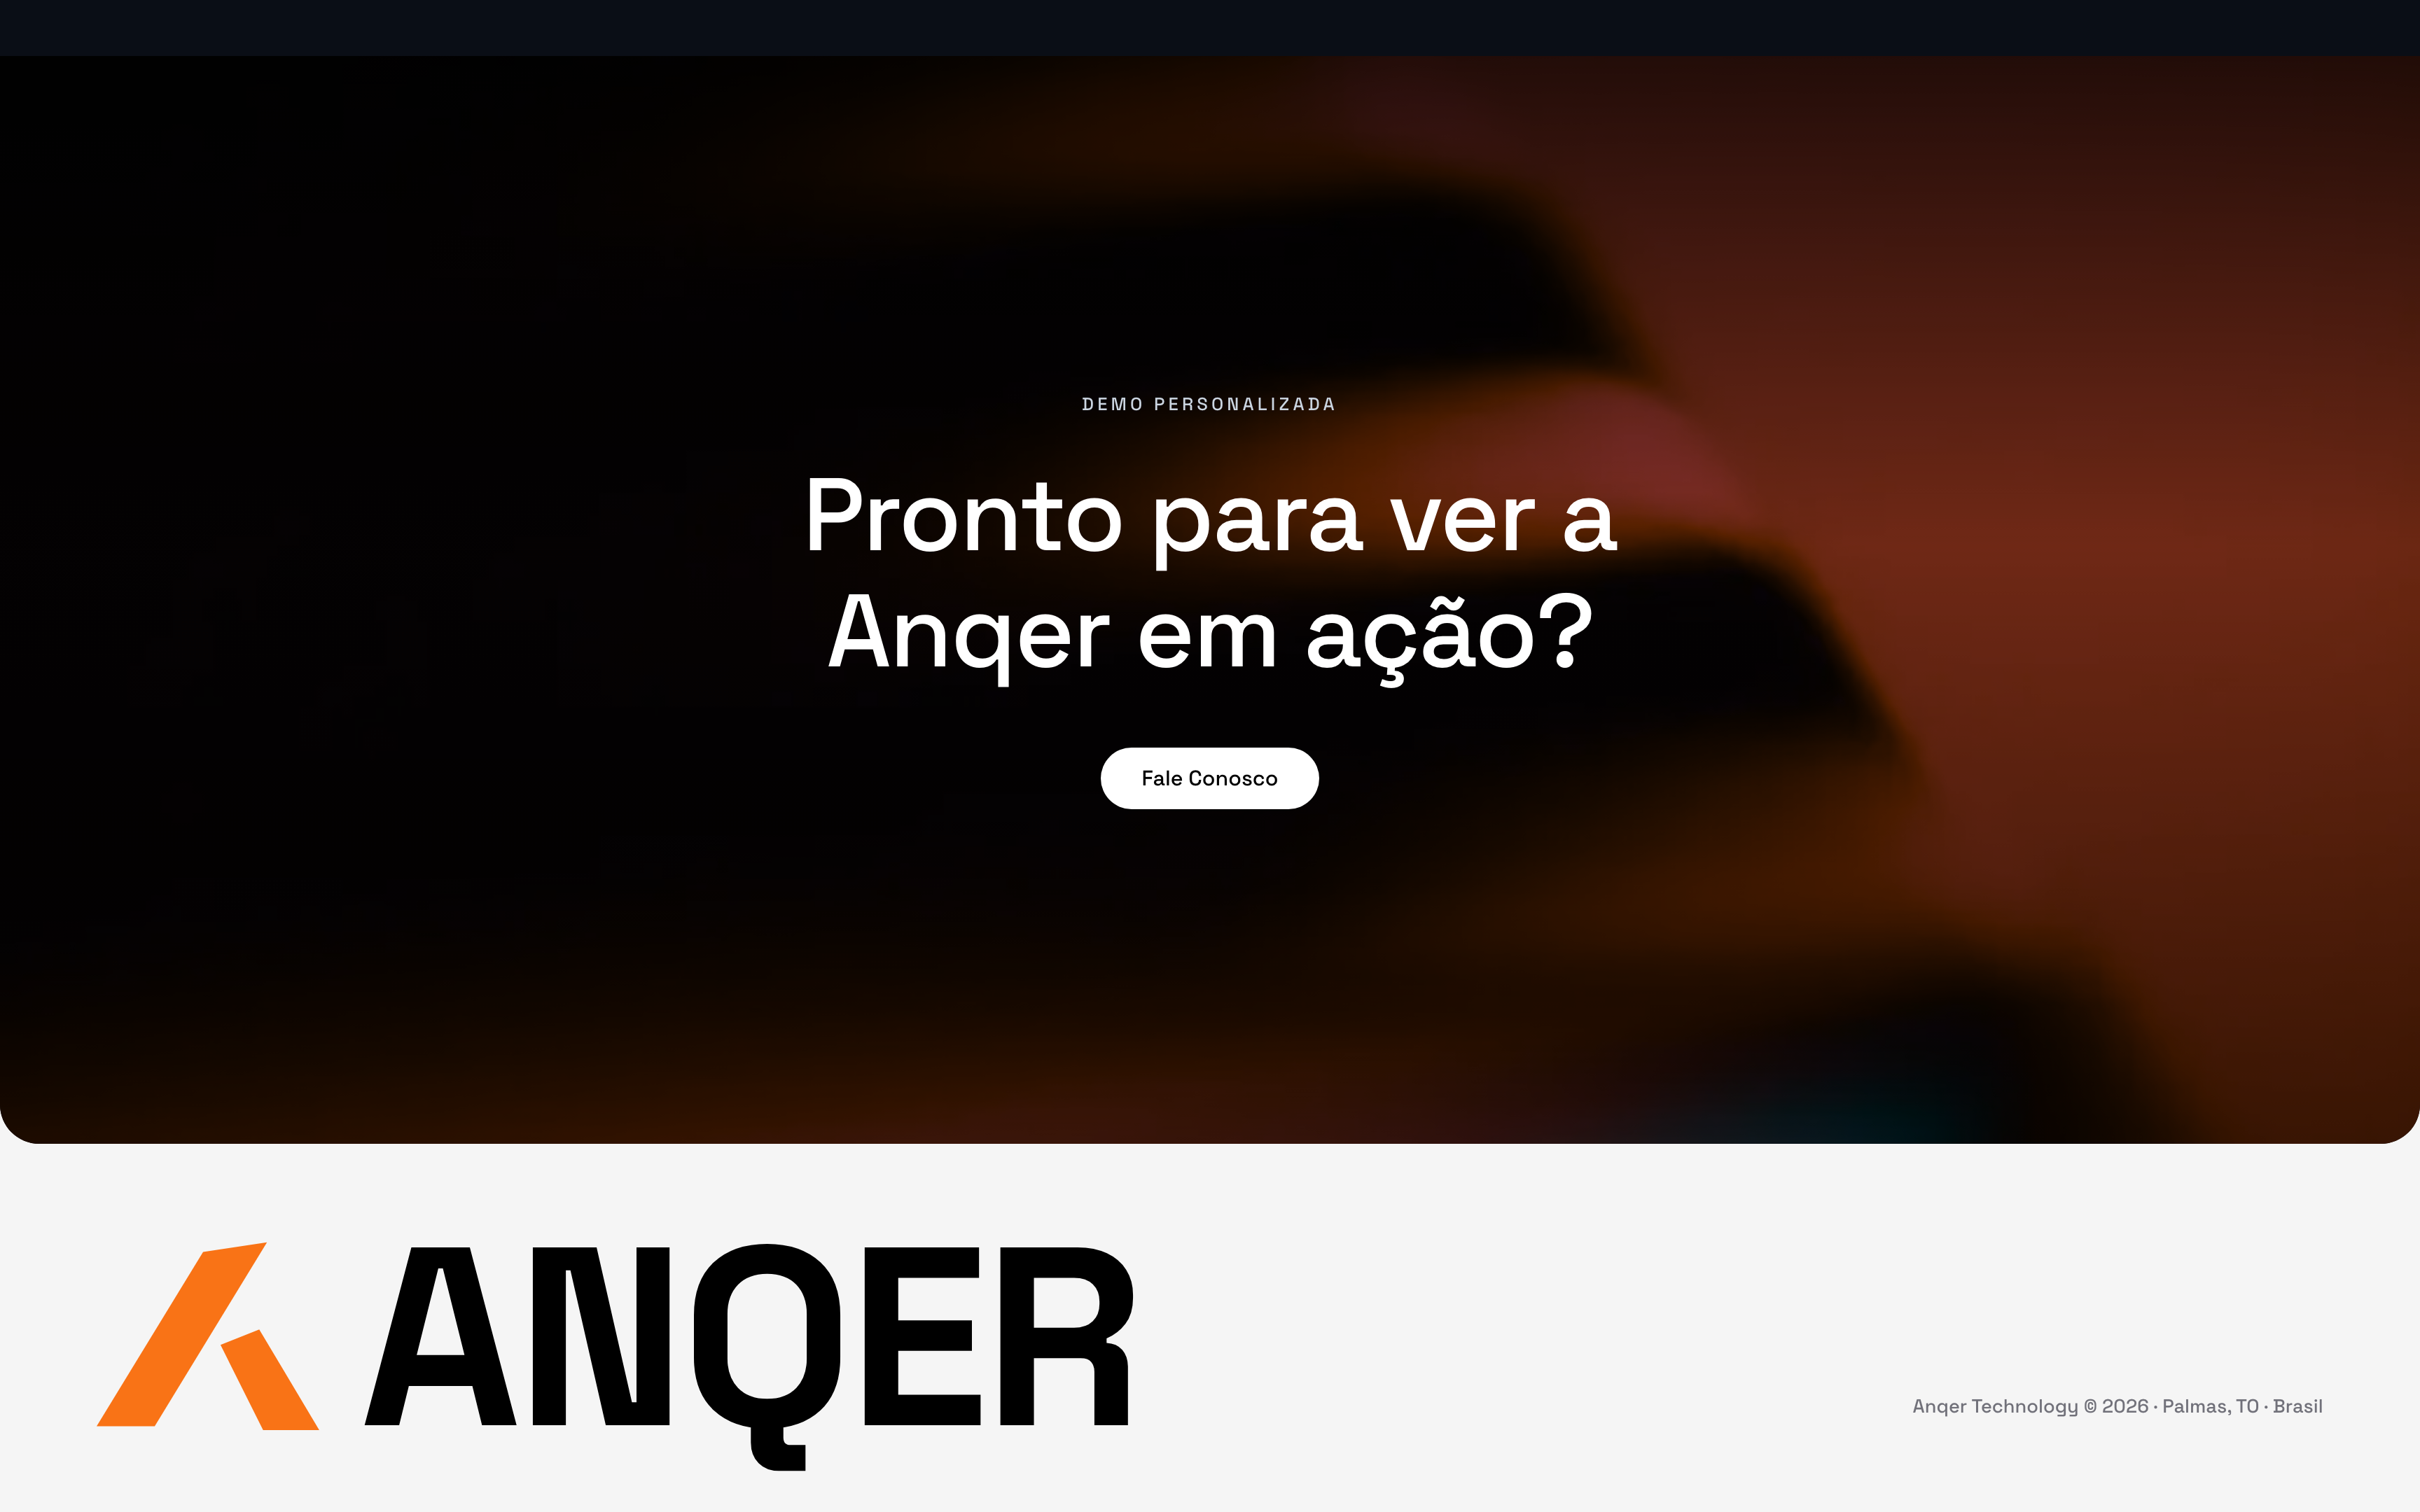 DEMO PERSONALIZADA
Pronto para ver a
Anqer em ação?
Fale Conosco
ANQER
Anqer Technology © 2026 · Palmas, TO · Brasil